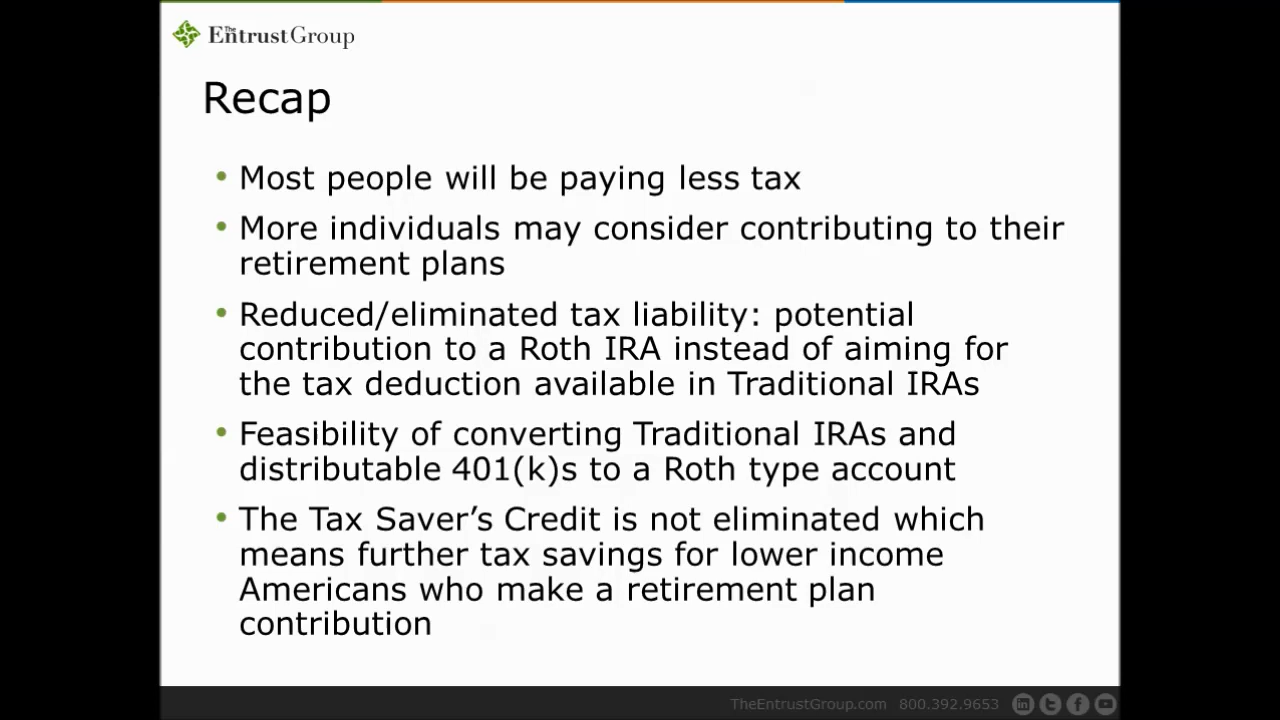 The EntrustGroup
Recap
• Most people will be paying less tax
• More individuals may consider contributing to their
retirement plans
• Reduced/eliminated tax liability: potential
contribution to a Roth IRA instead of aiming for
the tax deduction available in Traditional IRAs
• Feasibility of converting Traditional IRAs and
distributable 401(k)s to a Roth type account
• The Tax Saver’s Credit is not eliminated which
means further tax savings for lower income
Americans who make a retirement plan
contribution
TheEntrustGroup.com 800.392.9653